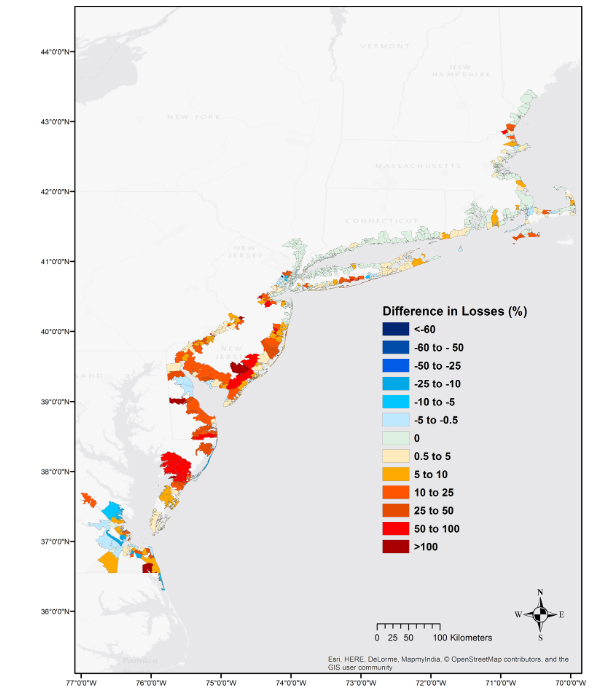 44°0'0"N
VERMONT
NEW
HAMPSHIRE
43°0'0"N
NEW YORK
MASSACHUSETTS
42°0'0"N
CONNECTICUT
NEW
JERSEY
41°0'0"N
Difference in Losses (%)
<-60
-60 to - 50
-50 to -25
-25 to -10
-10 to -5
-5 to -0.5
0
0.5 to 5
5 to 10
10 to 25
25 to 50
50 to 100
>100
40°0'0"N
NEW
39°0'0"N
38°0'0"N
37°0'0"N
36°0'0"N
N
W
E
S
0 25 50 100 Kilometers
Esri, HERE, DeLorme, MapmyIndia, © OpenStreetMap contributors, and the
GIS user community
77°0'0"W
76°0'0"W
75°0'0"W
74°0'0"W
73°0'0"W
72°0'0"W
71°0'0"W
70°0'0"W